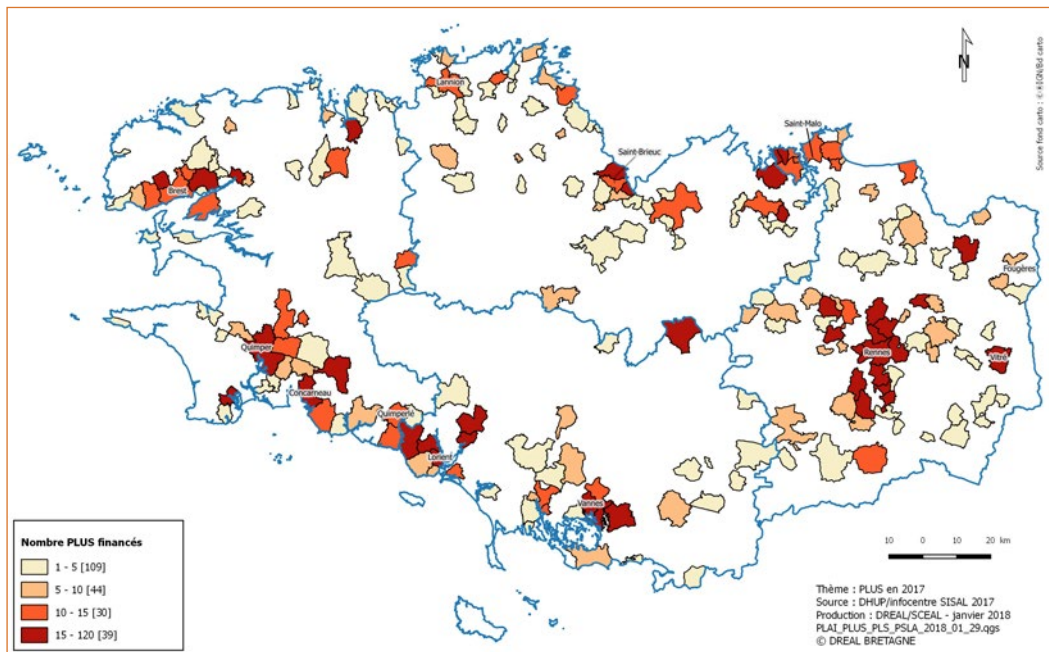 N
Source fond carto : ©®IGN/Bd carto
Lannion
Saint-Malo
Saint-Brieuc
Brest
Fougères
Quimper
Rennes
Vitré
Concarneau
Quimperlé
Lorient
Vannes
Nombre PLUS financés
1 - 5 [109]
5 - 10 [44]
10 - 15 [30]
15 - 120 [39]
10 0 10 20 km
Thème : PLUS en 2017
Source : DHUP/infocentre SISAL 2017
Production : DREAL/SCEAL - janvier 2018
PLAI_PLUS_PLS_PSLA_2018_01_29.qgs
© DREAL BRETAGNE